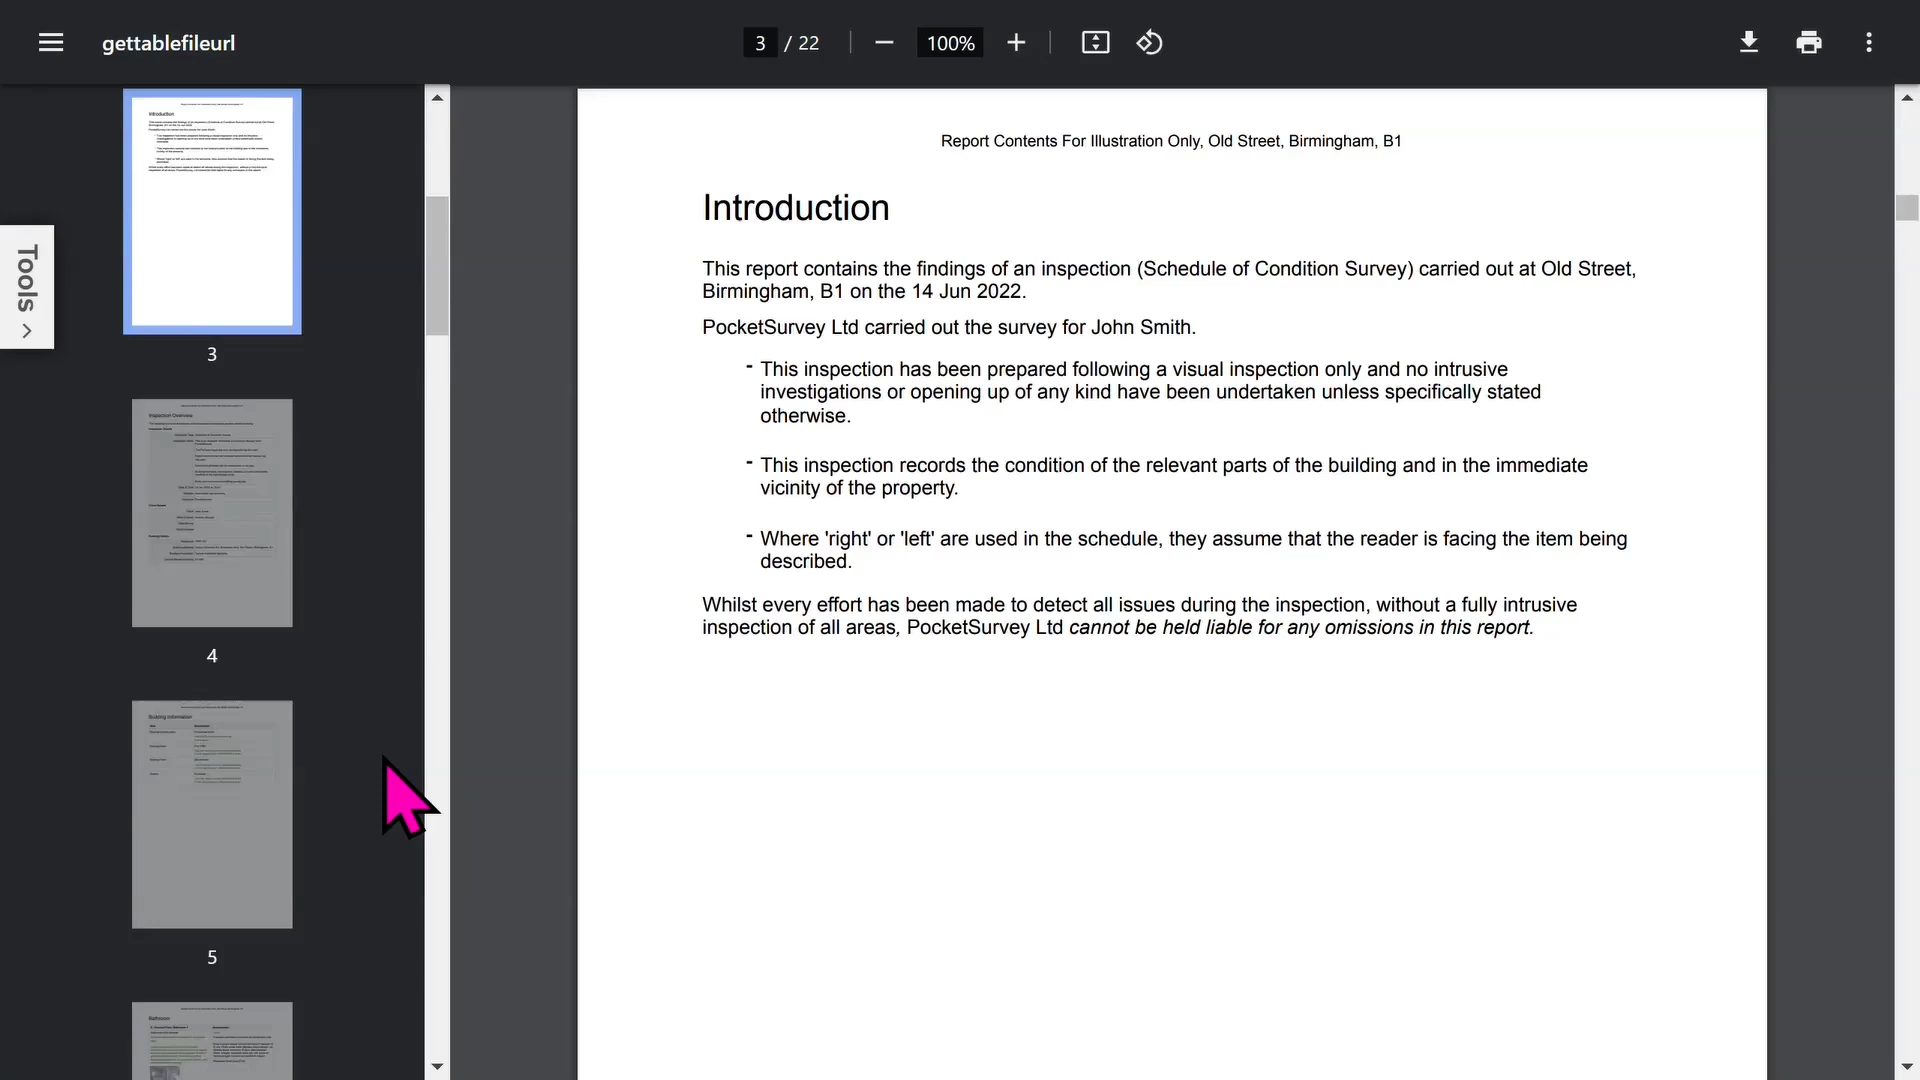 gettablefileurl
3 / 22
100%
Tools
3
4
5
Report Contents For Illustration Only, Old Street, Birmingham, B1
Introduction
This report contains the findings of an inspection (Schedule of Condition Survey) carried out at Old Street,
Birmingham, B1 on the 14 Jun 2022.
PocketSurvey Ltd carried out the survey for John Smith.
- This inspection has been prepared following a visual inspection only and no intrusive
investigations or opening up of any kind have been undertaken unless specifically stated
otherwise.
- This inspection records the condition of the relevant parts of the building and in the immediate
vicinity of the property.
- Where 'right' or 'left' are used in the schedule, they assume that the reader is facing the item being
described.
Whilst every effort has been made to detect all issues during the inspection, without a fully intrusive
inspection of all areas, PocketSurvey Ltd cannot be held liable for any omissions in this report.
Introduction
Inspection Overview
Building Information
Bathroom